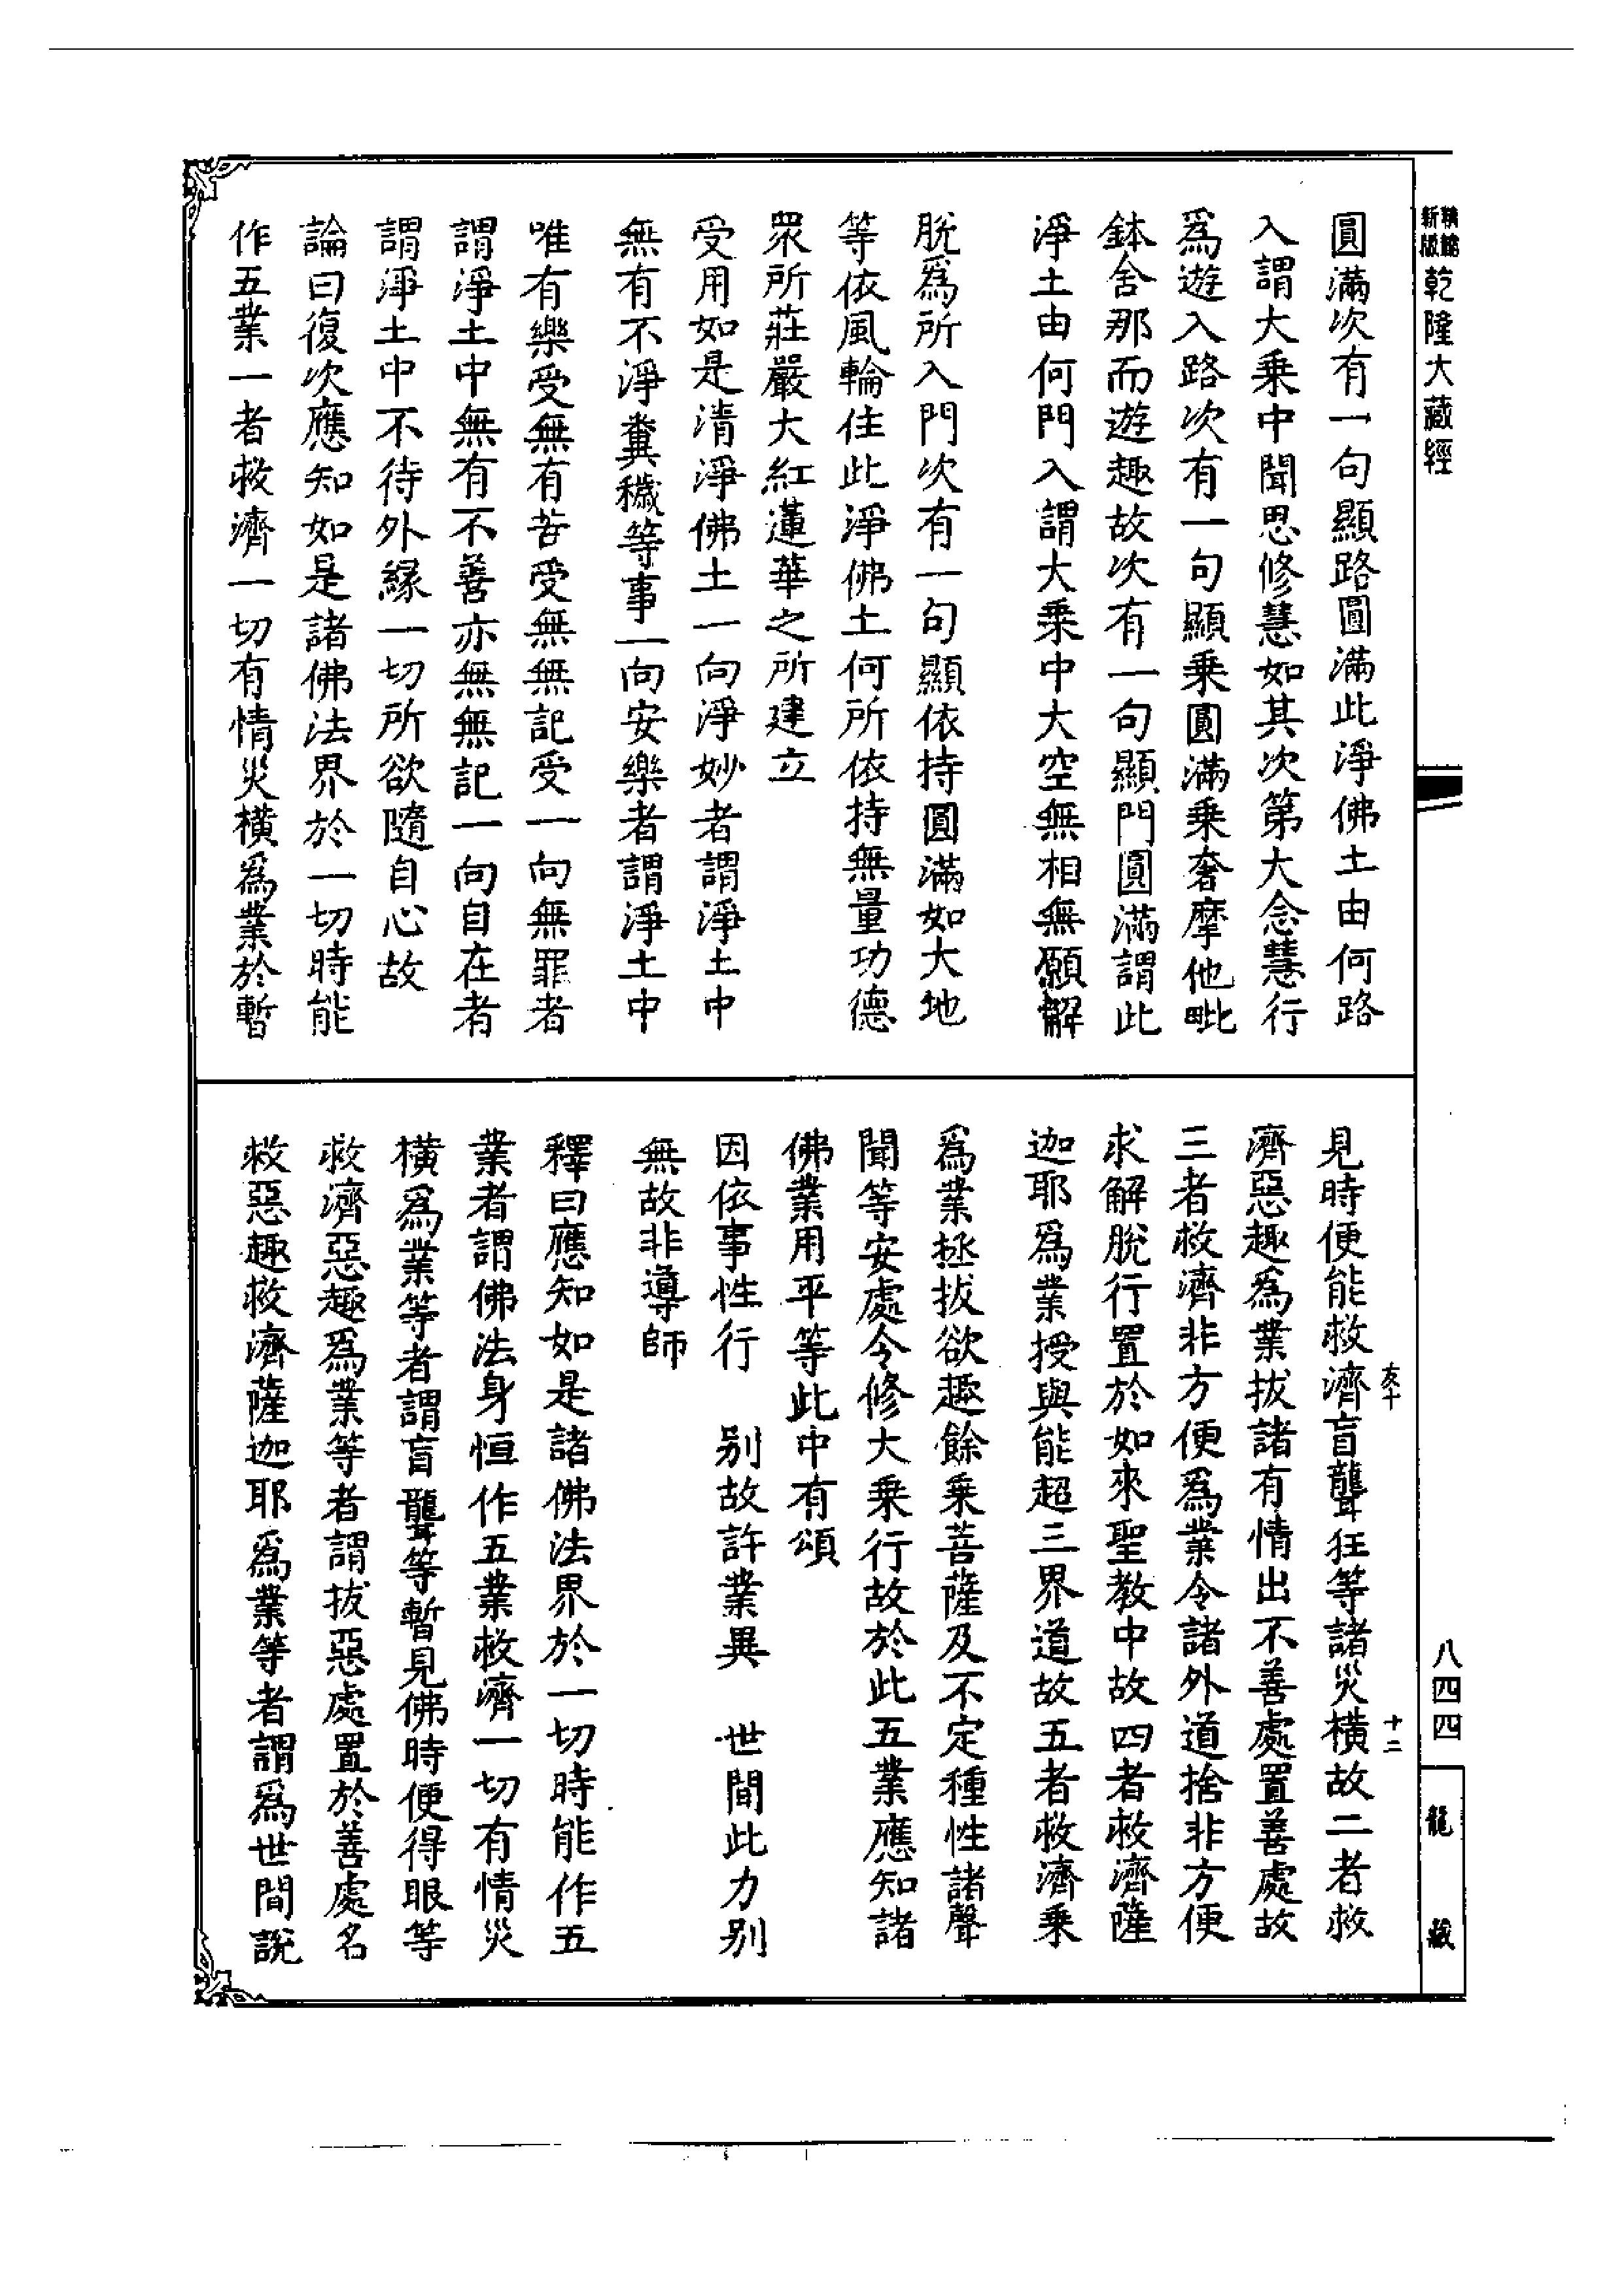 新版
乾隆大藏經
圓滿次有一句顯路圓滿此淨佛土由何路
入謂大乘中聞思修慧如其次第大念慧行
爲遊入路次有一句顯乘圓滿乘奢摩他毗
鉢舍那而遊趣故次有一句顯門圓滿謂此
淨土由何門入謂大乘中大空無相無願解
脫爲所入門次有一句顯依持圓滿如大地
等依風輪住此淨佛土何所依持無量功德
眾所莊嚴大紅蓮華之所建立
受用如是清淨佛土一向淨妙者謂淨土中
無有不淨糞穢等事一向安樂者謂淨土中
唯有樂受無有苦受無無記受一向無罪者
謂淨土中無有不善亦無無記一向自在者
謂淨土中不待外緣一切所欲隨自心故
論曰復次應知如是諸佛法界於一切時能
作五業一者救濟一切有情災橫爲業於暫
見時便能救濟盲聾狂等諸災橫故二者救
濟惡趣爲業拔諸有情出不善處置善處故
三者救濟非方便爲業令諸外道捨非方便
求解脫行置於如來聖教中故四者救濟薩
迦耶爲業授與能超三界道故五者救濟乘
爲業拯拔欲趣餘乘菩薩及不定種性諸聲
聞等安處令修大乘行故於此五業應知諸
佛業用平等此中有頌
因依事性行　別故許業異　世間此力別
無故非導師
釋曰應知如是諸佛法界於一切時能作五
業者謂佛法身恒作五業救濟一切有情災
橫爲業等者謂盲聾等暫見佛時便得眼等
救濟惡趣爲業等者謂拔惡處置於善處名
救惡趣救濟薩迦耶爲業等者謂爲世間說
友十
十二
八四四
龍藏